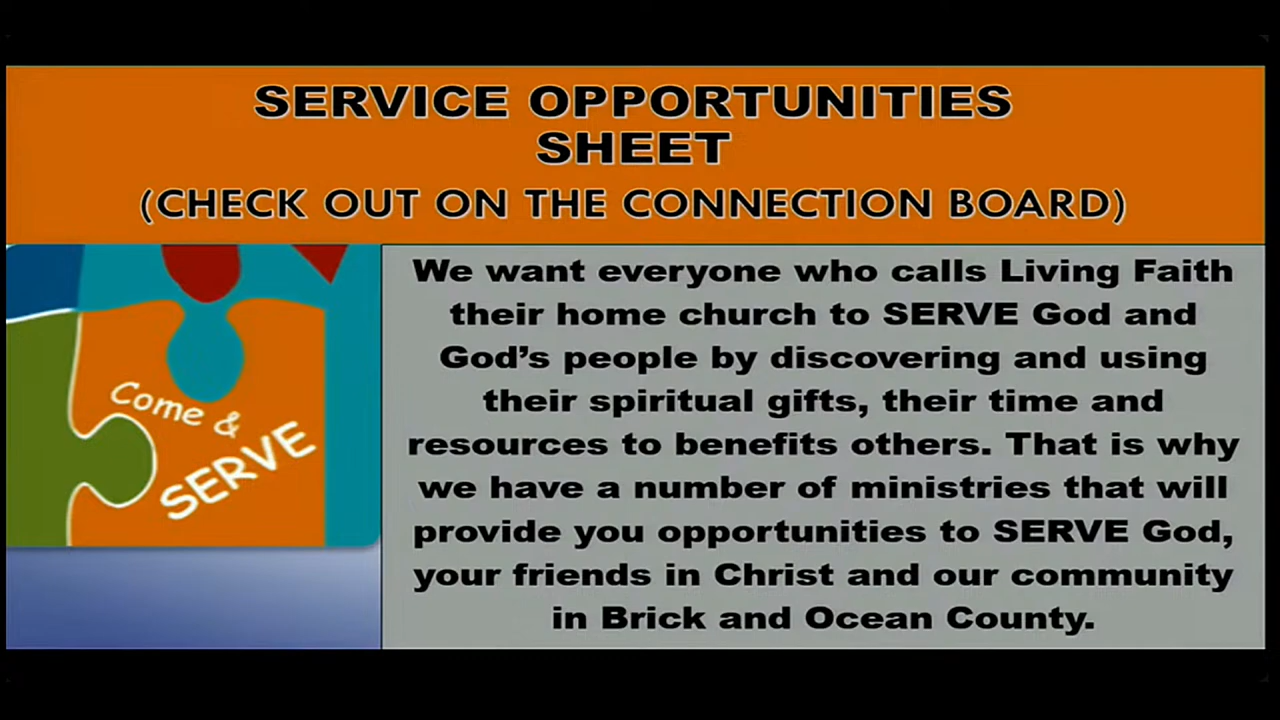 SERVICE OPPORTUNITIES
SHEET
(CHECK OUT ON THE CONNECTION BOARD)
Come &
SERVE
We want everyone who calls Living Faith
their home church to SERVE God and
God's people by discovering and using
their spiritual gifts, their time and
resources to benefits others. That is why
we have a number of ministries that will
provide you opportunities to SERVE God,
your friends in Christ and our community
in Brick and Ocean County.